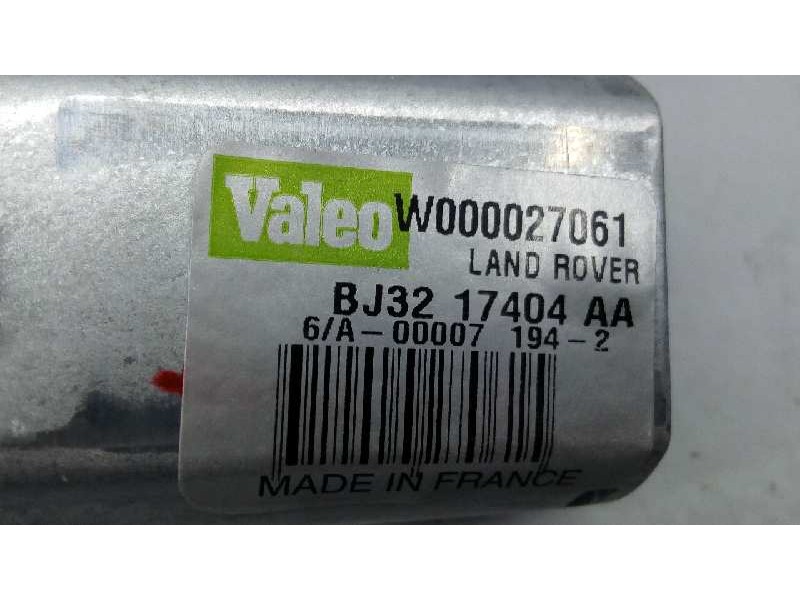 Valeo W000027061
LAND ROVER
BJ32 17404 AA
6/A-00007 194-2
MADE IN FRANCE